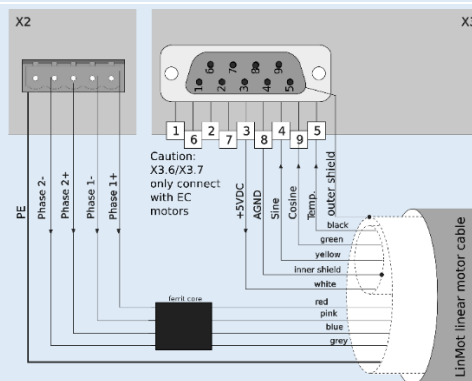 X2
X3
6
7
8
9
1
2
3
4
5
1
6
2
7
3
8
4
9
5
Caution:
X3.6/X3.7
only connect
with EC
motors
PE
Phase 2-
Phase 2+
Phase 1-
Phase 1+
+5VDC
AGND
Sine
Cosine
Temp.
outer shield
black
green
yellow
inner shield
white
ferrit core
red
pink
blue
grey
LinMot linear motor cable